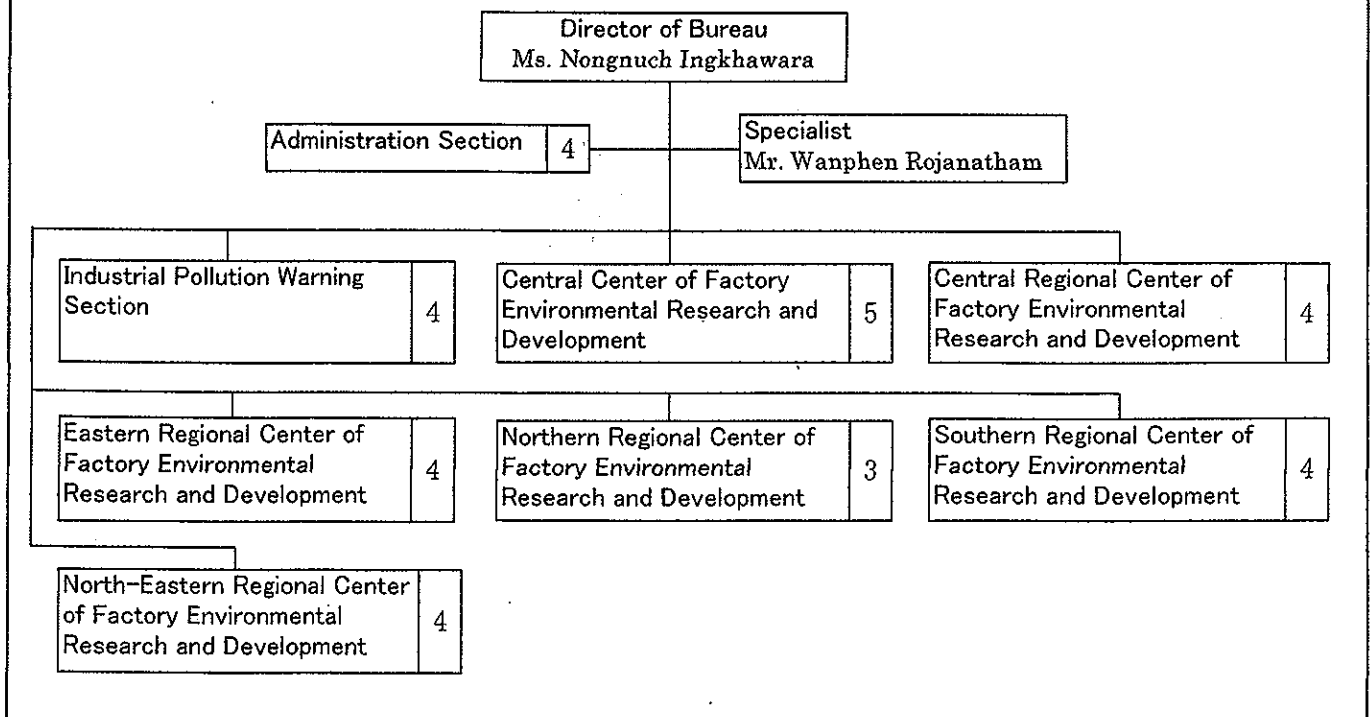 Director of Bureau
Ms. Nongnuch Ingkhawara
Administration Section
4
Specialist
Mr. Wanphen Rojanatham
Industrial Pollution Warning
Section
4
Central Center of Factory
Environmental Research and
Development
5
Central Regional Center of
Factory Environmental
Research and Development
4
Eastern Regional Center of
Factory Environmental
Research and Development
4
Northern Regional Center of
Factory Environmental
Research and Development
3
Southern Regional Center of
Factory Environmental
Research and Development
4
North-Eastern Regional Center
of Factory Environmental
Research and Development
4